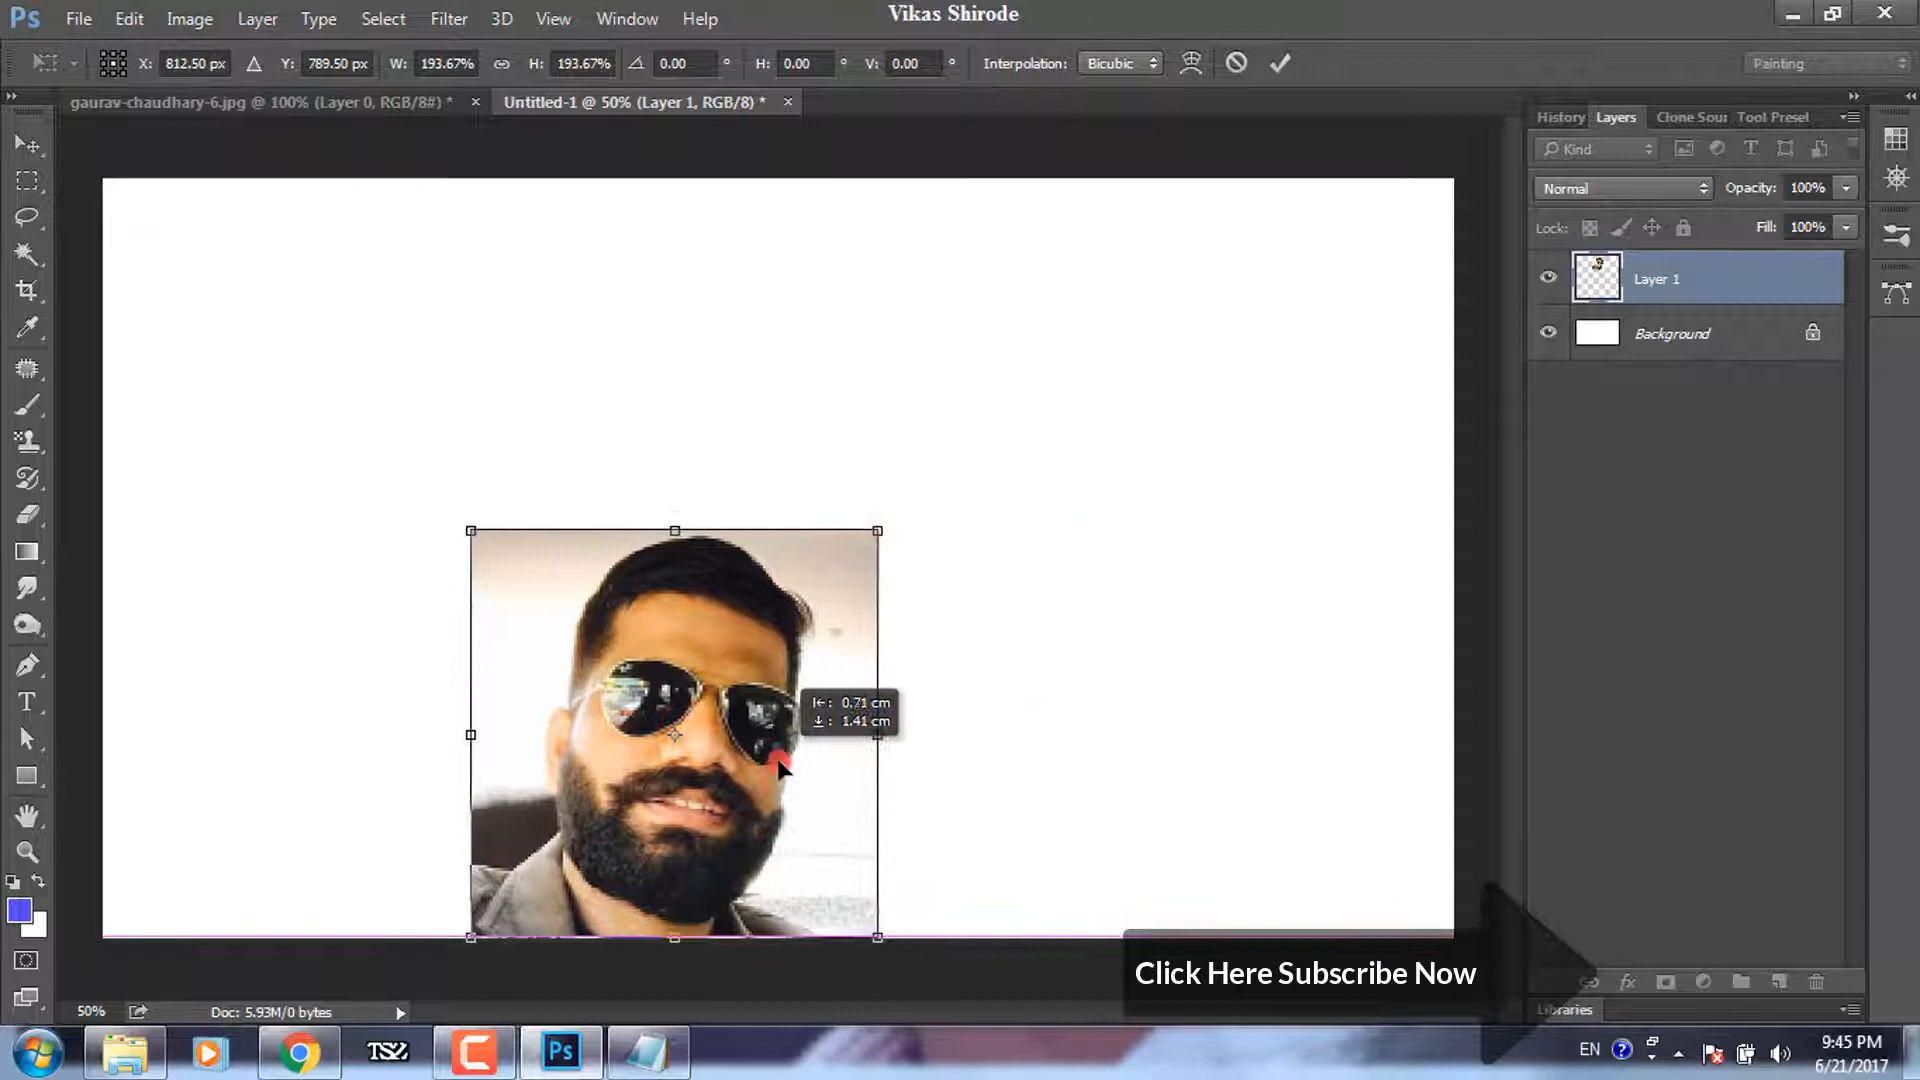 Ps File Edit Image Layer Type Select Filter 3D View Window Help Vikas Shirode
X: 812.50 px Y: 789.50 px W: 193.67% H: 193.67% 0.00 ° H: 0.00 ° V: 0.00 ° Interpolation: Bicubic Painting
gaurav-chaudhary-6.jpg @ 100% (Layer 0, RGB/8#) * × Untitled-1 @ 50% (Layer 1, RGB/8) * ×
History Layers Clone Sour Tool Preset
Kind
Normal Opacity: 100%
Lock: Fill: 100%
Layer 1
Background
0.71 cm
1.41 cm
Click Here Subscribe Now
fx
Libraries
50% Doc: 5.93M/0 bytes
Ps
EN
9:45 PM
6/21/2017